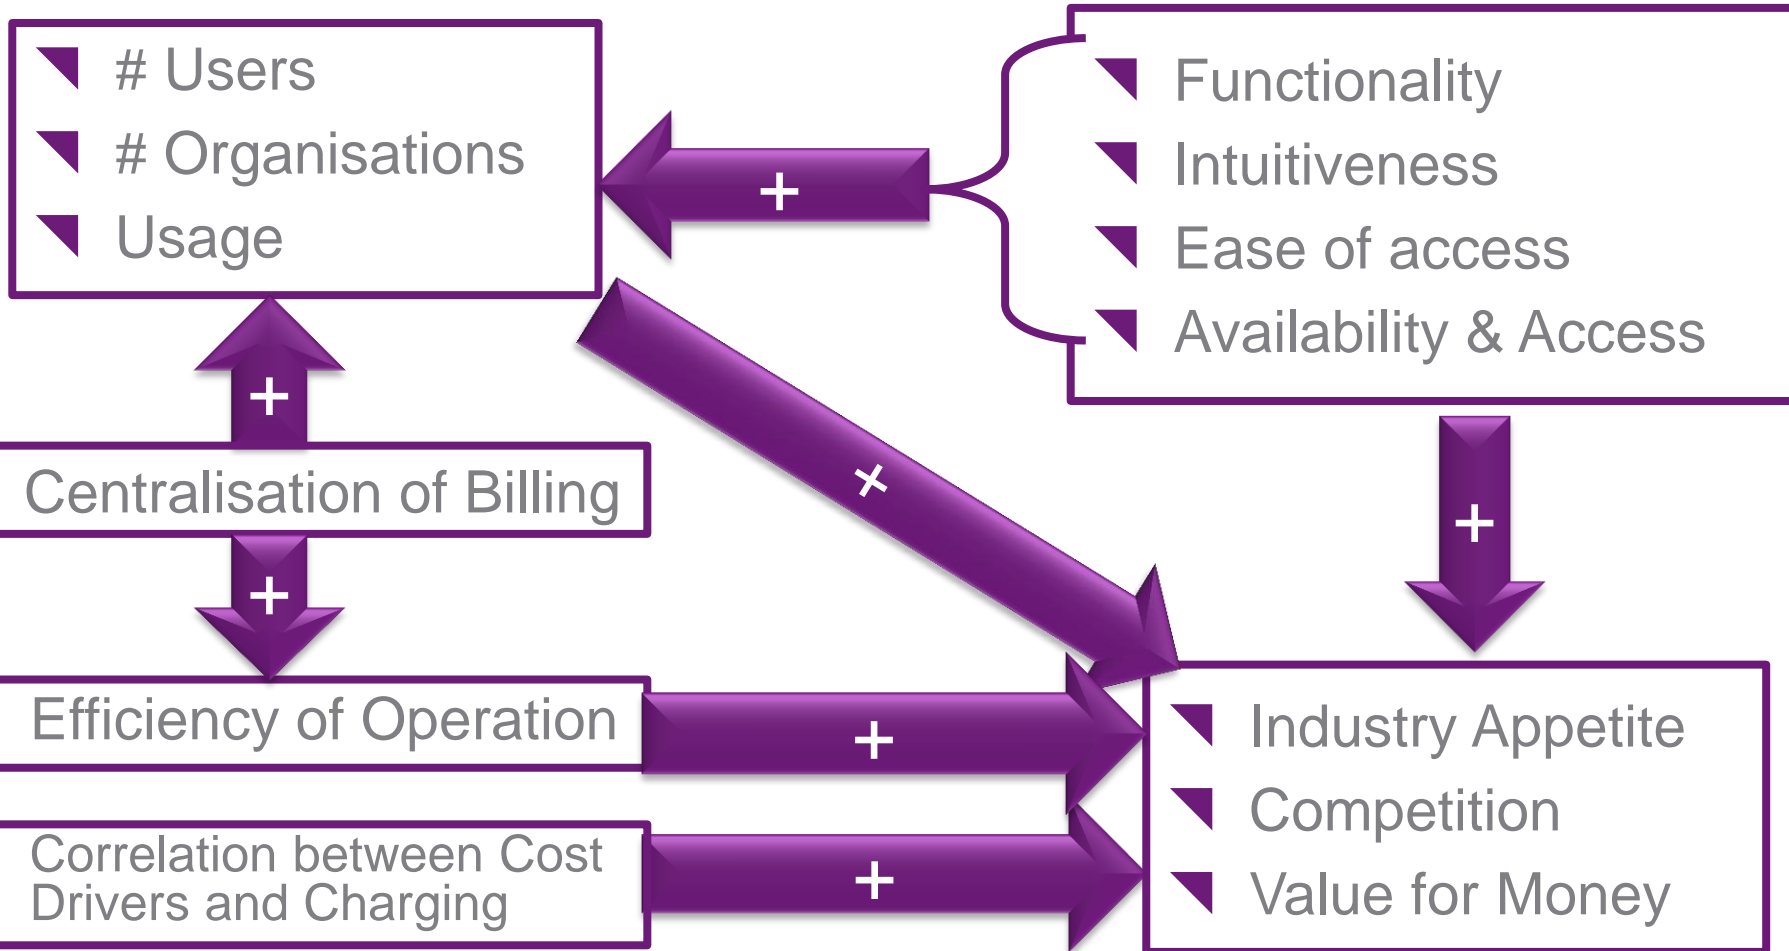 # Users
# Organisations
Usage
+
Functionality
Intuitiveness
Ease of access
Availability & Access
+
Centralisation of Billing
+
+
+
Efficiency of Operation
+
Correlation between Cost
Drivers and Charging
+
Industry Appetite
Competition
Value for Money